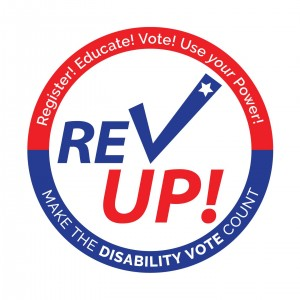 Register! Educate! Vote! Use your Power!
REV
UP!
MAKE THE DISABILITY VOTE COUNT